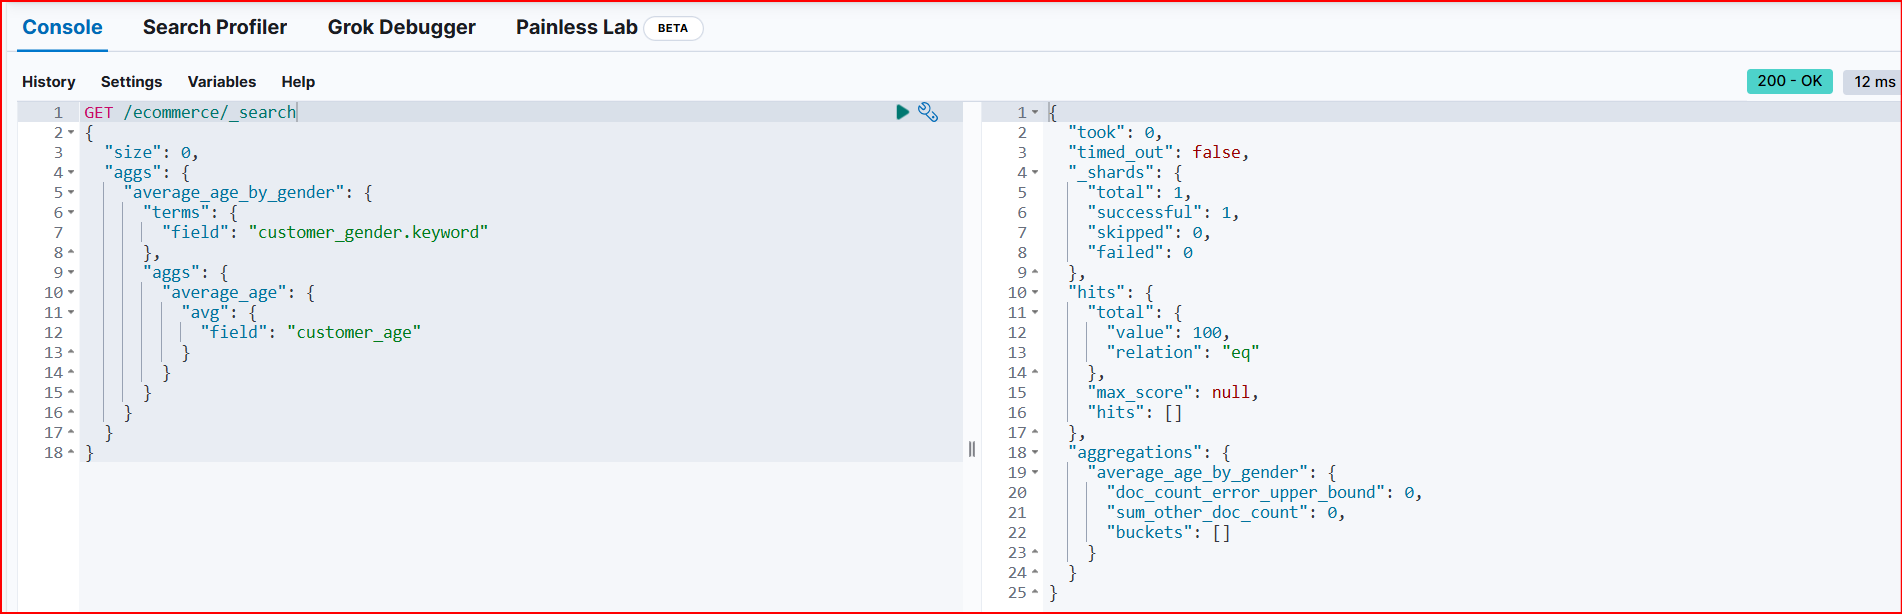 Console Search Profiler Grok Debugger Painless Lab BETA
History Settings Variables Help 200 - OK 12 ms
1 GET /ecommerce/_search
2 {
3 "size": 0,
4 "aggs": {
5 "average_age_by_gender": {
6 "terms": {
7 "field": "customer_gender.keyword"
8 },
9 "aggs": {
10 "average_age": {
11 "avg": {
12 "field": "customer_age"
13 }
14 }
15 }
16 }
17 }
18 }
1 {
2 "took": 0,
3 "timed_out": false,
4 "_shards": {
5 "total": 1,
6 "successful": 1,
7 "skipped": 0,
8 "failed": 0
9 },
10 "hits": {
11 "total": {
12 "value": 100,
13 "relation": "eq"
14 },
15 "max_score": null,
16 "hits": []
17 },
18 "aggregations": {
19 "average_age_by_gender": {
20 "doc_count_error_upper_bound": 0,
21 "sum_other_doc_count": 0,
22 "buckets": []
23 }
24 }
25 }